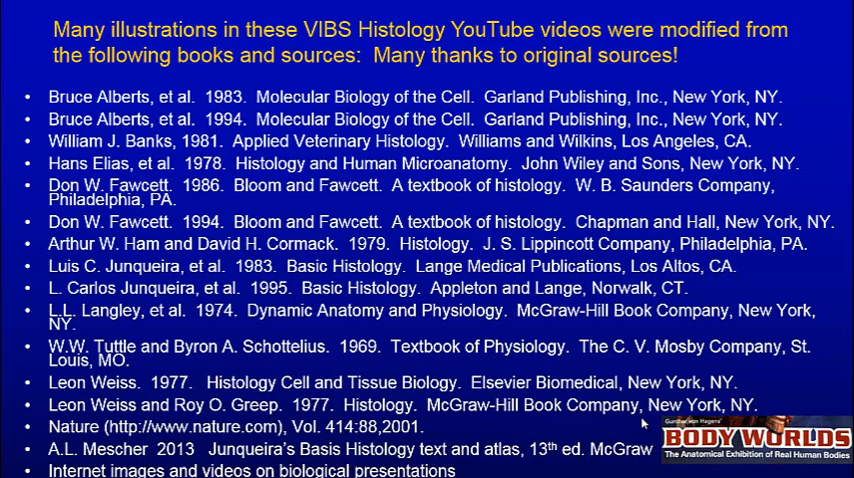 Many illustrations in these VIBS Histology YouTube videos were modified from
the following books and sources: Many thanks to original sources!
• Bruce Alberts, et al. 1983. Molecular Biology of the Cell. Garland Publishing, Inc., New York, NY.
• Bruce Alberts, et al. 1994. Molecular Biology of the Cell. Garland Publishing, Inc., New York, NY.
• William J. Banks, 1981. Applied Veterinary Histology. Williams and Wilkins, Los Angeles, CA.
• Hans Elias, et al. 1978. Histology and Human Microanatomy. John Wiley and Sons, New York, NY.
• Don W. Fawcett. 1986. Bloom and Fawcett. A textbook of histology. W. B. Saunders Company,
Philadelphia, PA.
• Don W. Fawcett. 1994. Bloom and Fawcett. A textbook of histology. Chapman and Hall, New York, NY.
• Arthur W. Ham and David H. Cormack. 1979. Histology. J. S. Lippincott Company, Philadelphia, PA.
• Luis C. Junqueira, et al. 1983. Basic Histology. Lange Medical Publications, Los Altos, CA.
• L. Carlos Junqueira, et al. 1995. Basic Histology. Appleton and Lange, Norwalk, CT.
• L.L. Langley, et al. 1974. Dynamic Anatomy and Physiology. McGraw-Hill Book Company, New York,
NY.
• W.W. Tuttle and Byron A. Schottelius. 1969. Textbook of Physiology. The C. V. Mosby Company, St.
Louis, MO.
• Leon Weiss. 1977. Histology Cell and Tissue Biology. Elsevier Biomedical, New York, NY.
• Leon Weiss and Roy O. Greep. 1977. Histology. McGraw-Hill Book Company, New York, NY.
• Nature (http://www.nature.com), Vol. 414:88,2001.
• A.L. Mescher 2013 Junqueira's Basis Histology text and atlas, 13th ed. McGraw
• Internet images and videos on biological presentations
Gunther von Hagens'
BODY WORLDS
The Anatomical Exhibition of Real Human Bodies